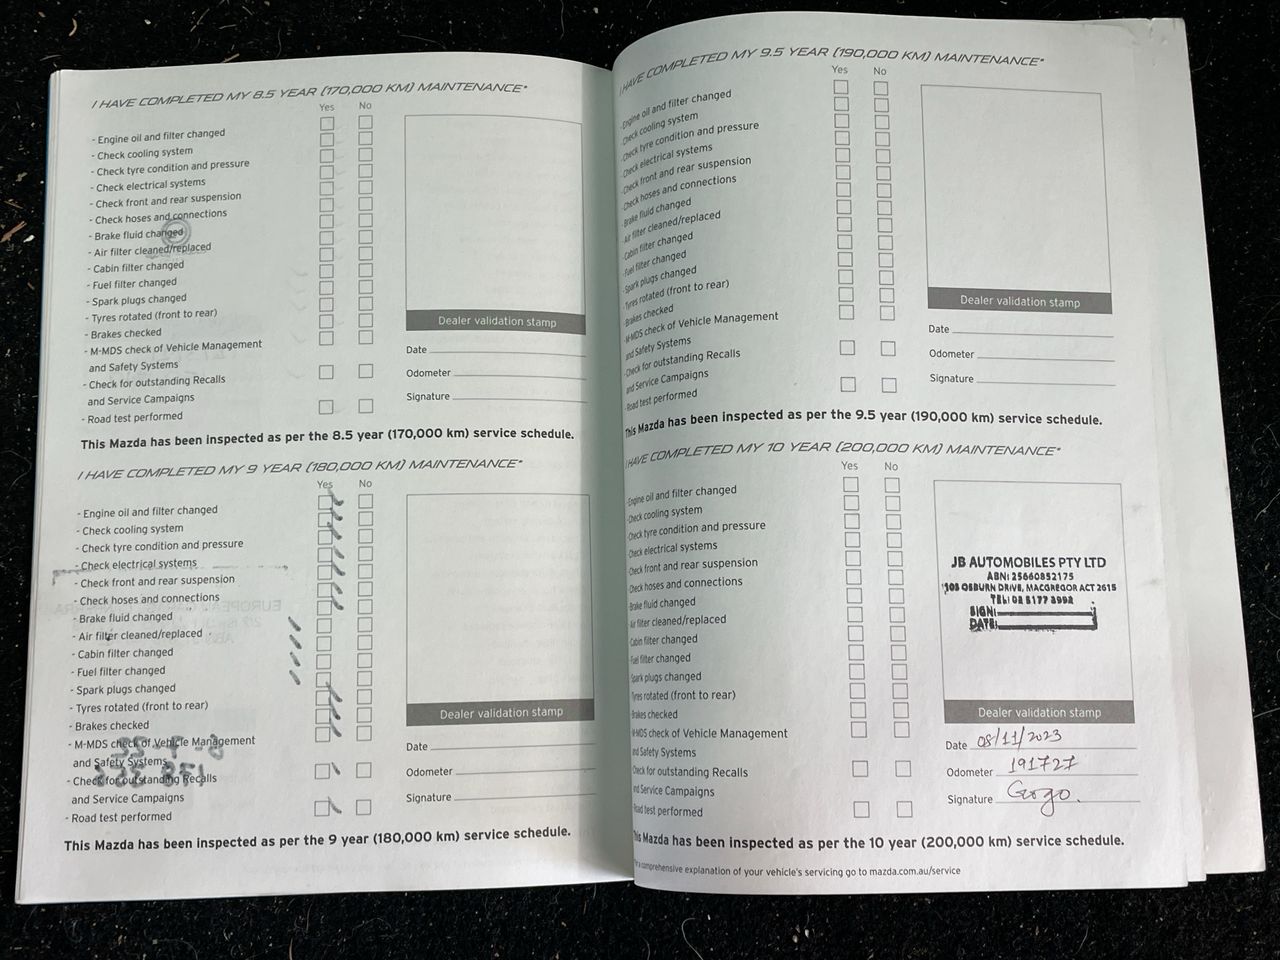 I HAVE COMPLETED MY 8.5 YEAR (170,000 KM) MAINTENANCE*
Yes No
- Engine oil and filter changed
- Check cooling system
- Check tyre condition and pressure
- Check electrical systems
- Check front and rear suspension
- Check hoses and connections
- Brake fluid changed
- Air filter cleaned/replaced
- Cabin filter changed
- Fuel filter changed
- Spark plugs changed
- Tyres rotated (front to rear)
- Brakes checked
- M-MDS check of Vehicle Management
and Safety Systems
- Check for outstanding Recalls
and Service Campaigns
- Road test performed
Dealer validation stamp
Date
Odometer
Signature
This Mazda has been inspected as per the 8.5 year (170,000 km) service schedule.
I HAVE COMPLETED MY 9 YEAR (180,000 KM) MAINTENANCE*
Yes No
- Engine oil and filter changed
- Check cooling system
- Check tyre condition and pressure
- Check electrical systems
- Check front and rear suspension
- Check hoses and connections
- Brake fluid changed
- Air filter cleaned/replaced
- Cabin filter changed
- Fuel filter changed
- Spark plugs changed
- Tyres rotated (front to rear)
- Brakes checked
- M-MDS check of Vehicle Management
and Safety Systems
- Check for outstanding Recalls
and Service Campaigns
- Road test performed
Dealer validation stamp
Date
Odometer
Signature
This Mazda has been inspected as per the 9 year (180,000 km) service schedule.
I HAVE COMPLETED MY 9.5 YEAR (190,000 KM) MAINTENANCE*
Yes No
- Engine oil and filter changed
- Check cooling system
- Check tyre condition and pressure
- Check electrical systems
- Check front and rear suspension
- Check hoses and connections
- Brake fluid changed
- Air filter cleaned/replaced
- Cabin filter changed
- Fuel filter changed
- Spark plugs changed
- Tyres rotated (front to rear)
- Brakes checked
- M-MDS check of Vehicle Management
and Safety Systems
- Check for outstanding Recalls
and Service Campaigns
- Road test performed
Dealer validation stamp
Date
Odometer
Signature
This Mazda has been inspected as per the 9.5 year (190,000 km) service schedule.
I HAVE COMPLETED MY 10 YEAR (200,000 KM) MAINTENANCE*
Yes No
- Engine oil and filter changed
- Check cooling system
- Check tyre condition and pressure
- Check electrical systems
- Check front and rear suspension
- Check hoses and connections
- Brake fluid changed
- Air filter cleaned/replaced
- Cabin filter changed
- Fuel filter changed
- Spark plugs changed
- Tyres rotated (front to rear)
- Brakes checked
- M-MDS check of Vehicle Management
and Safety Systems
- Check for outstanding Recalls
and Service Campaigns
- Road test performed
JB AUTOMOBILES PTY LTD
ABN: 25660852175
108 OSBURN DRIVE, MACGREGOR ACT 2615
TEL: 02 5177 3992
SIGN:
DATE:
Dealer validation stamp
Date 08/11/2023
Odometer 191727
Signature Gogo.
This Mazda has been inspected as per the 10 year (200,000 km) service schedule.
For a comprehensive explanation of your vehicle's servicing go to mazda.com.au/service